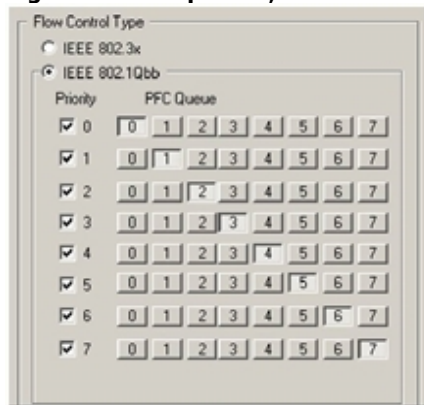 Flow Control Type
IEEE 802.3x
IEEE 802.1Qbb
Priority PFC Queue
0 0 1 2 3 4 5 6 7
1 0 1 2 3 4 5 6 7
2 0 1 2 3 4 5 6 7
3 0 1 2 3 4 5 6 7
4 0 1 2 3 4 5 6 7
5 0 1 2 3 4 5 6 7
6 0 1 2 3 4 5 6 7
7 0 1 2 3 4 5 6 7